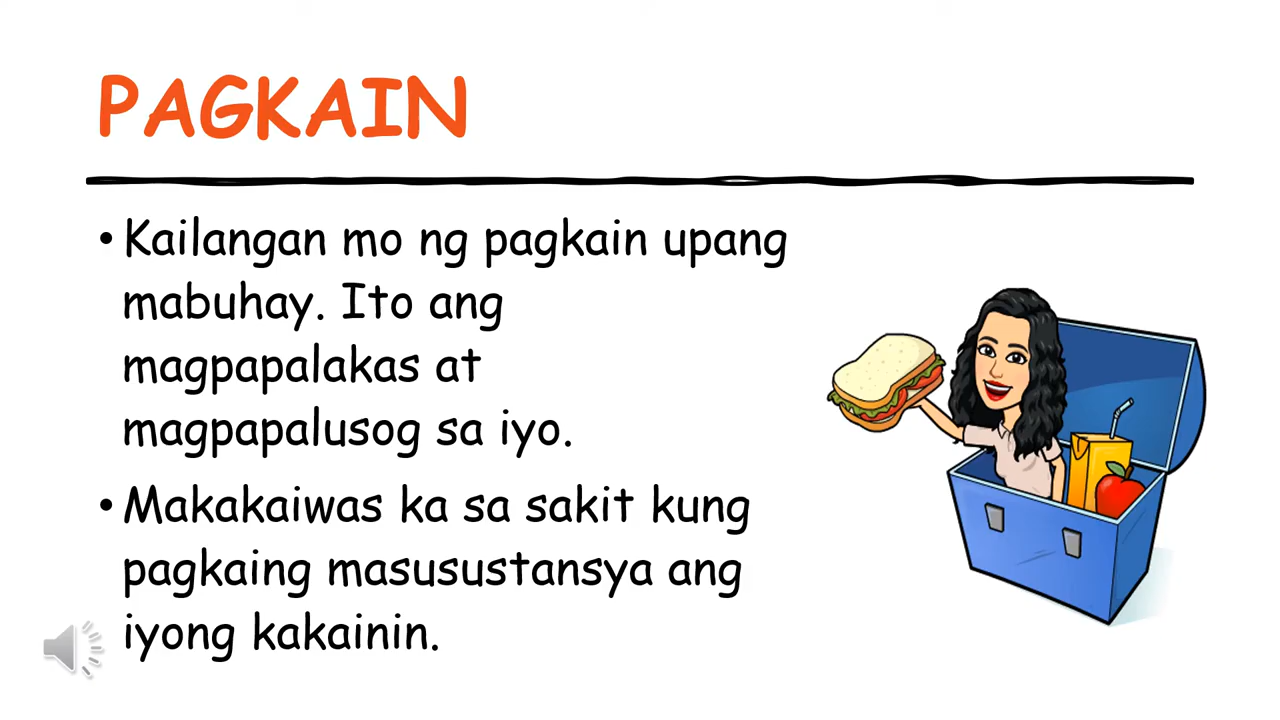 PAGKAIN
• Kailangan mo ng pagkain upang
mabuhay. Ito ang
magpapalakas at
magpapalusog sa iyo.
• Makakaiwas ka sa sakit kung
pagkaing masusustansya ang
iyong kakainin.